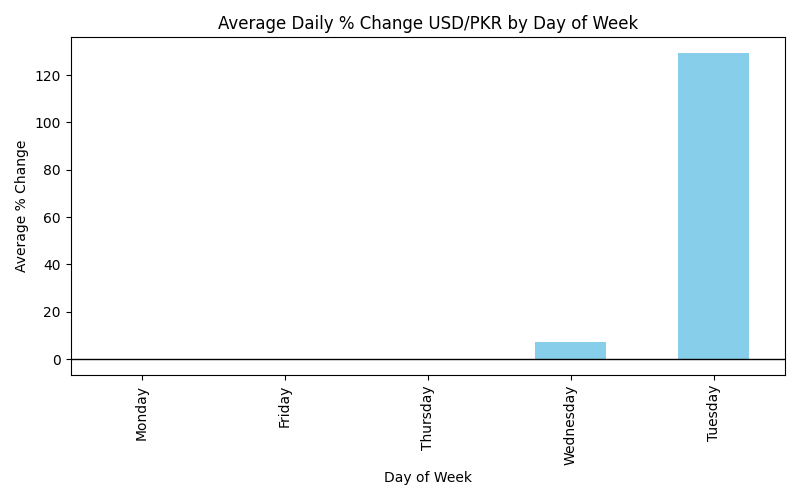 Average Daily % Change USD/PKR by Day of Week
Average % Change
120
100
80
60
40
20
0
Monday
Friday
Thursday
Wednesday
Tuesday
Day of Week